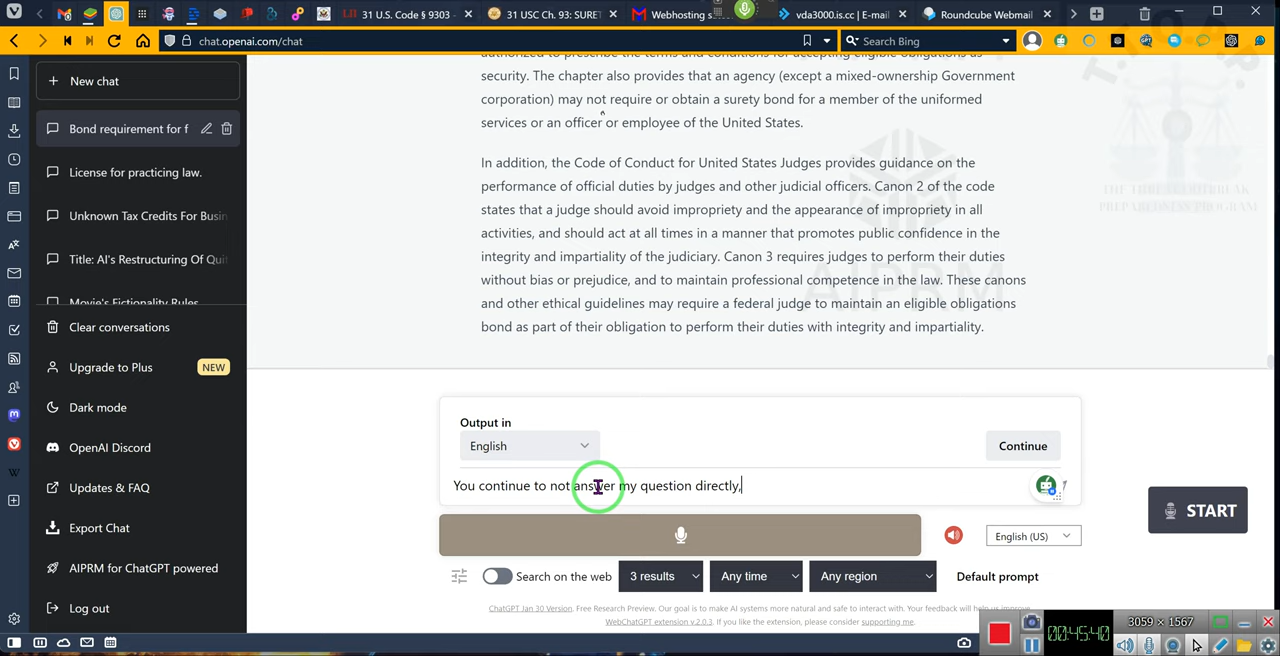 31 U.S. Code § 9303 -
31 USC Ch. 93: SURET
Webhosting s
vda3000.is.cc | E-mail
Roundcube Webmail
chat.openai.com/chat
Search Bing
New chat
Bond requirement for f
License for practicing law.
Unknown Tax Credits For Busin
Title: AI's Restructuring Of Quit
Movie's Fictionality Rules
Clear conversations
Upgrade to Plus
NEW
Dark mode
OpenAI Discord
Updates & FAQ
Export Chat
AIPRM for ChatGPT powered
Log out
authorized to prescribe the terms and conditions for accepting eligible obligations as
security. The chapter also provides that an agency (except a mixed-ownership Government
corporation) may not require or obtain a surety bond for a member of the uniformed
services or an officer or employee of the United States.
In addition, the Code of Conduct for United States Judges provides guidance on the
performance of official duties by judges and other judicial officers. Canon 2 of the code
states that a judge should avoid impropriety and the appearance of impropriety in all
activities, and should act at all times in a manner that promotes public confidence in the
integrity and impartiality of the judiciary. Canon 3 requires judges to perform their duties
without bias or prejudice, and to maintain professional competence in the law. These canons
and other ethical guidelines may require a federal judge to maintain an eligible obligations
bond as part of their obligation to perform their duties with integrity and impartiality.
AIPRM
Output in
English
Continue
You continue to not answer my question directly,
START
English (US)
Search on the web
3 results
Any time
Any region
Default prompt
ChatGPT Jan 30 Version. Free Research Preview. Our goal is to make AI systems more natural and safe to interact with. Your feedback will help us improve.
WebChatGPT extension v.2.0.3. If you like the extension, please consider supporting me.
3059 x 1567
00:45:40